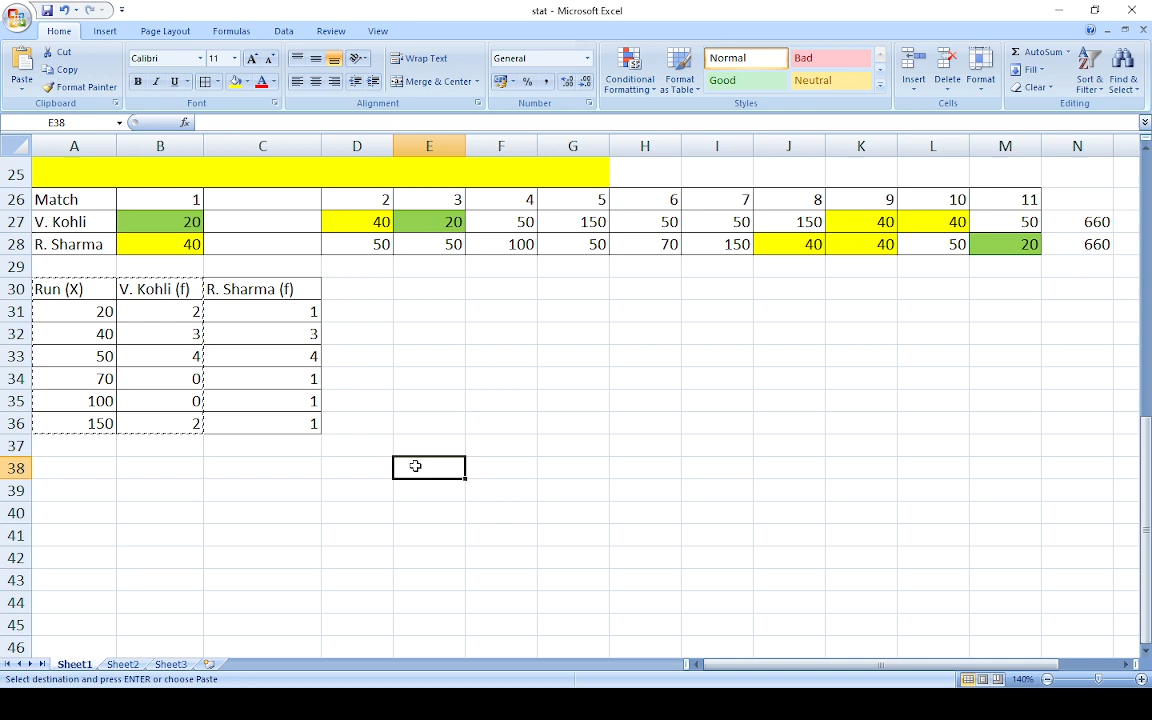 stat - Microsoft Excel
Home Insert Page Layout Formulas Data Review View
Paste Cut Copy Format Painter Clipboard
Calibri 11 B I U A Font
Wrap Text Merge & Center Alignment
General % , Number
Conditional Formatting Format as Table Normal Bad Good Neutral Styles
Insert Delete Format Cells
Σ AutoSum Fill Clear Sort & Filter Find & Select Editing
E38 fx
A B C D E F G H I J K L M N
25
26 Match 1 2 3 4 5 6 7 8 9 10 11
27 V. Kohli 20 40 20 50 150 50 50 150 40 40 50 660
28 R. Sharma 40 50 50 100 50 70 150 40 40 50 20 660
29
30 Run (X) V. Kohli (f) R. Sharma (f)
31 20 2 1
32 40 3 3
33 50 4 4
34 70 0 1
35 100 0 1
36 150 2 1
37
38
39
40
41
42
43
44
45
46
Sheet1 Sheet2 Sheet3
Select destination and press ENTER or choose Paste 140%